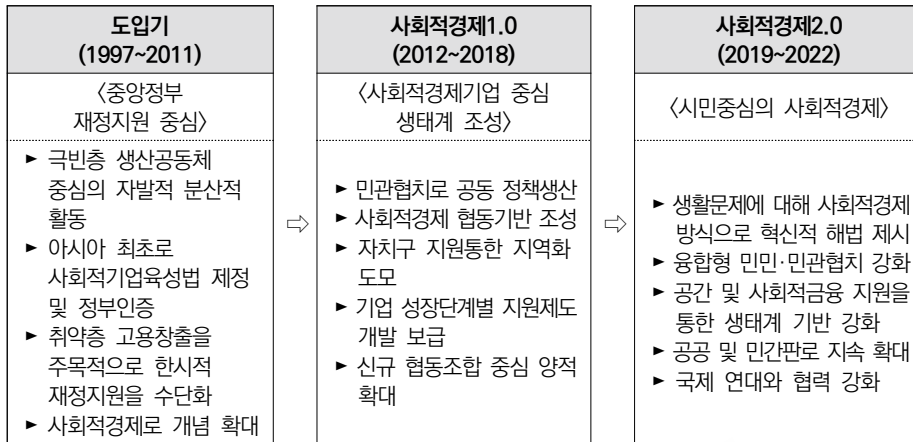 도입기
(1997~2011)
〈중앙정부
재정지원 중심〉
► 극빈층 생산공동체
중심의 자발적 분산적
활동
► 아시아 최초로
사회적기업육성법 제정
및 정부인증
► 취약층 고용창출을
주목적으로 한시적
재정지원을 수단화
► 사회적경제로 개념 확대
⇨
사회적경제1.0
(2012~2018)
〈사회적경제기업 중심
생태계 조성〉
► 민관협치로 공동 정책생산
► 사회적경제 협동기반 조성
► 자치구 지원통한 지역화
도모
► 기업 성장단계별 지원제도
개발 보급
► 신규 협동조합 중심 양적
확대
⇨
사회적경제2.0
(2019~2022)
〈시민중심의 사회적경제〉
► 생활문제에 대해 사회적경제
방식으로 혁신적 해법 제시
► 융합형 민민·민관협치 강화
► 공간 및 사회적금융 지원을
통한 생태계 기반 강화
► 공공 및 민간판로 지속 확대
► 국제 연대와 협력 강화